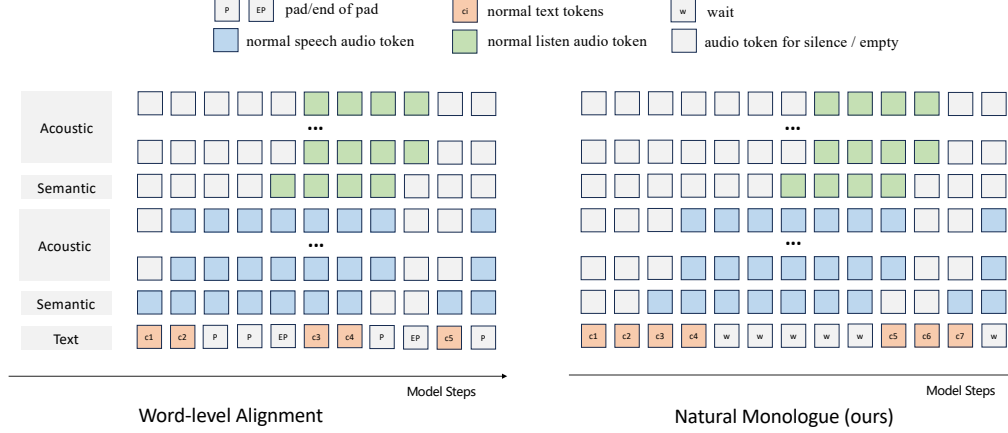 P EP pad/end of pad ci normal text tokens w wait
normal speech audio token normal listen audio token audio token for silence / empty
Acoustic
...
Semantic
Acoustic
...
Semantic
Text c1 c2 P P EP c3 c4 P EP c5 P
Model Steps
Word-level Alignment
...
...
c1 c2 c3 c4 w w w w w c5 c6 c7 w
Model Steps
Natural Monologue (ours)